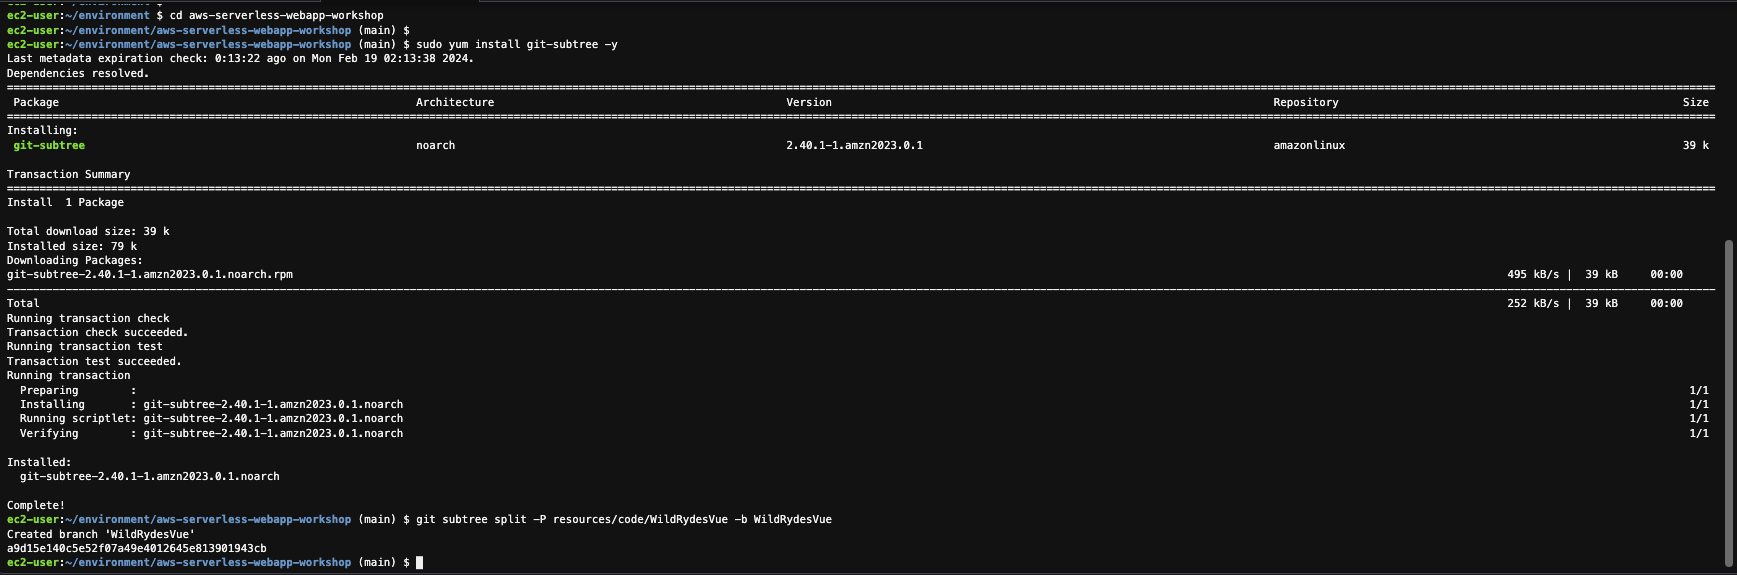 ec2-user:~/environment $ cd aws-serverless-webapp-workshop
ec2-user:~/environment/aws-serverless-webapp-workshop (main) $
ec2-user:~/environment/aws-serverless-webapp-workshop (main) $ sudo yum install git-subtree -y
Last metadata expiration check: 0:13:22 ago on Mon Feb 19 02:13:38 2024.
Dependencies resolved.
Package Architecture Version Repository Size
Installing:
git-subtree noarch 2.40.1-1.amzn2023.0.1 amazonlinux 39 k
Transaction Summary
Install 1 Package
Total download size: 39 k
Installed size: 79 k
Downloading Packages:
git-subtree-2.40.1-1.amzn2023.0.1.noarch.rpm 495 kB/s | 39 kB 00:00
Total 252 kB/s | 39 kB 00:00
Running transaction check
Transaction check succeeded.
Running transaction test
Transaction test succeeded.
Running transaction
Preparing : 1/1
Installing : git-subtree-2.40.1-1.amzn2023.0.1.noarch 1/1
Running scriptlet: git-subtree-2.40.1-1.amzn2023.0.1.noarch 1/1
Verifying : git-subtree-2.40.1-1.amzn2023.0.1.noarch 1/1
Installed:
git-subtree-2.40.1-1.amzn2023.0.1.noarch
Complete!
ec2-user:~/environment/aws-serverless-webapp-workshop (main) $ git subtree split -P resources/code/WildRydesVue -b WildRydesVue
Created branch 'WildRydesVue'
a9d15e140c5e52f07a49e4012645e813901943cb
ec2-user:~/environment/aws-serverless-webapp-workshop (main) $